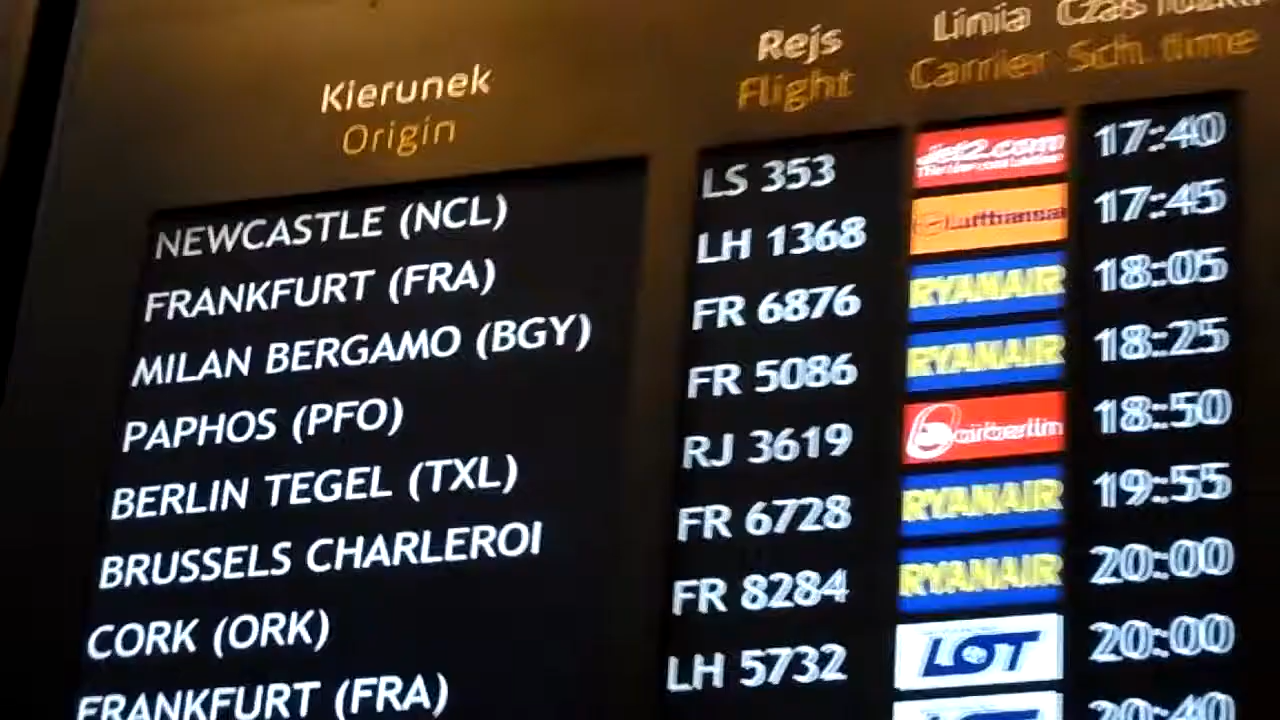 Kierunek Rejs Linia Czas
Origin Flight Carrier Sch. time
NEWCASTLE (NCL) LS 353 Jet2.com 17:40
FRANKFURT (FRA) LH 1368 Lufthansa 17:45
MILAN BERGAMO (BGY) FR 6876 RYANAIR 18:05
PAPHOS (PFO) FR 5086 RYANAIR 18:25
BERLIN TEGEL (TXL) RJ 3619 airberlin 18:50
BRUSSELS CHARLEROI FR 6728 RYANAIR 19:55
CORK (ORK) FR 8284 RYANAIR 20:00
FRANKFURT (FRA) LH 5732 LOT 20:00
20:40